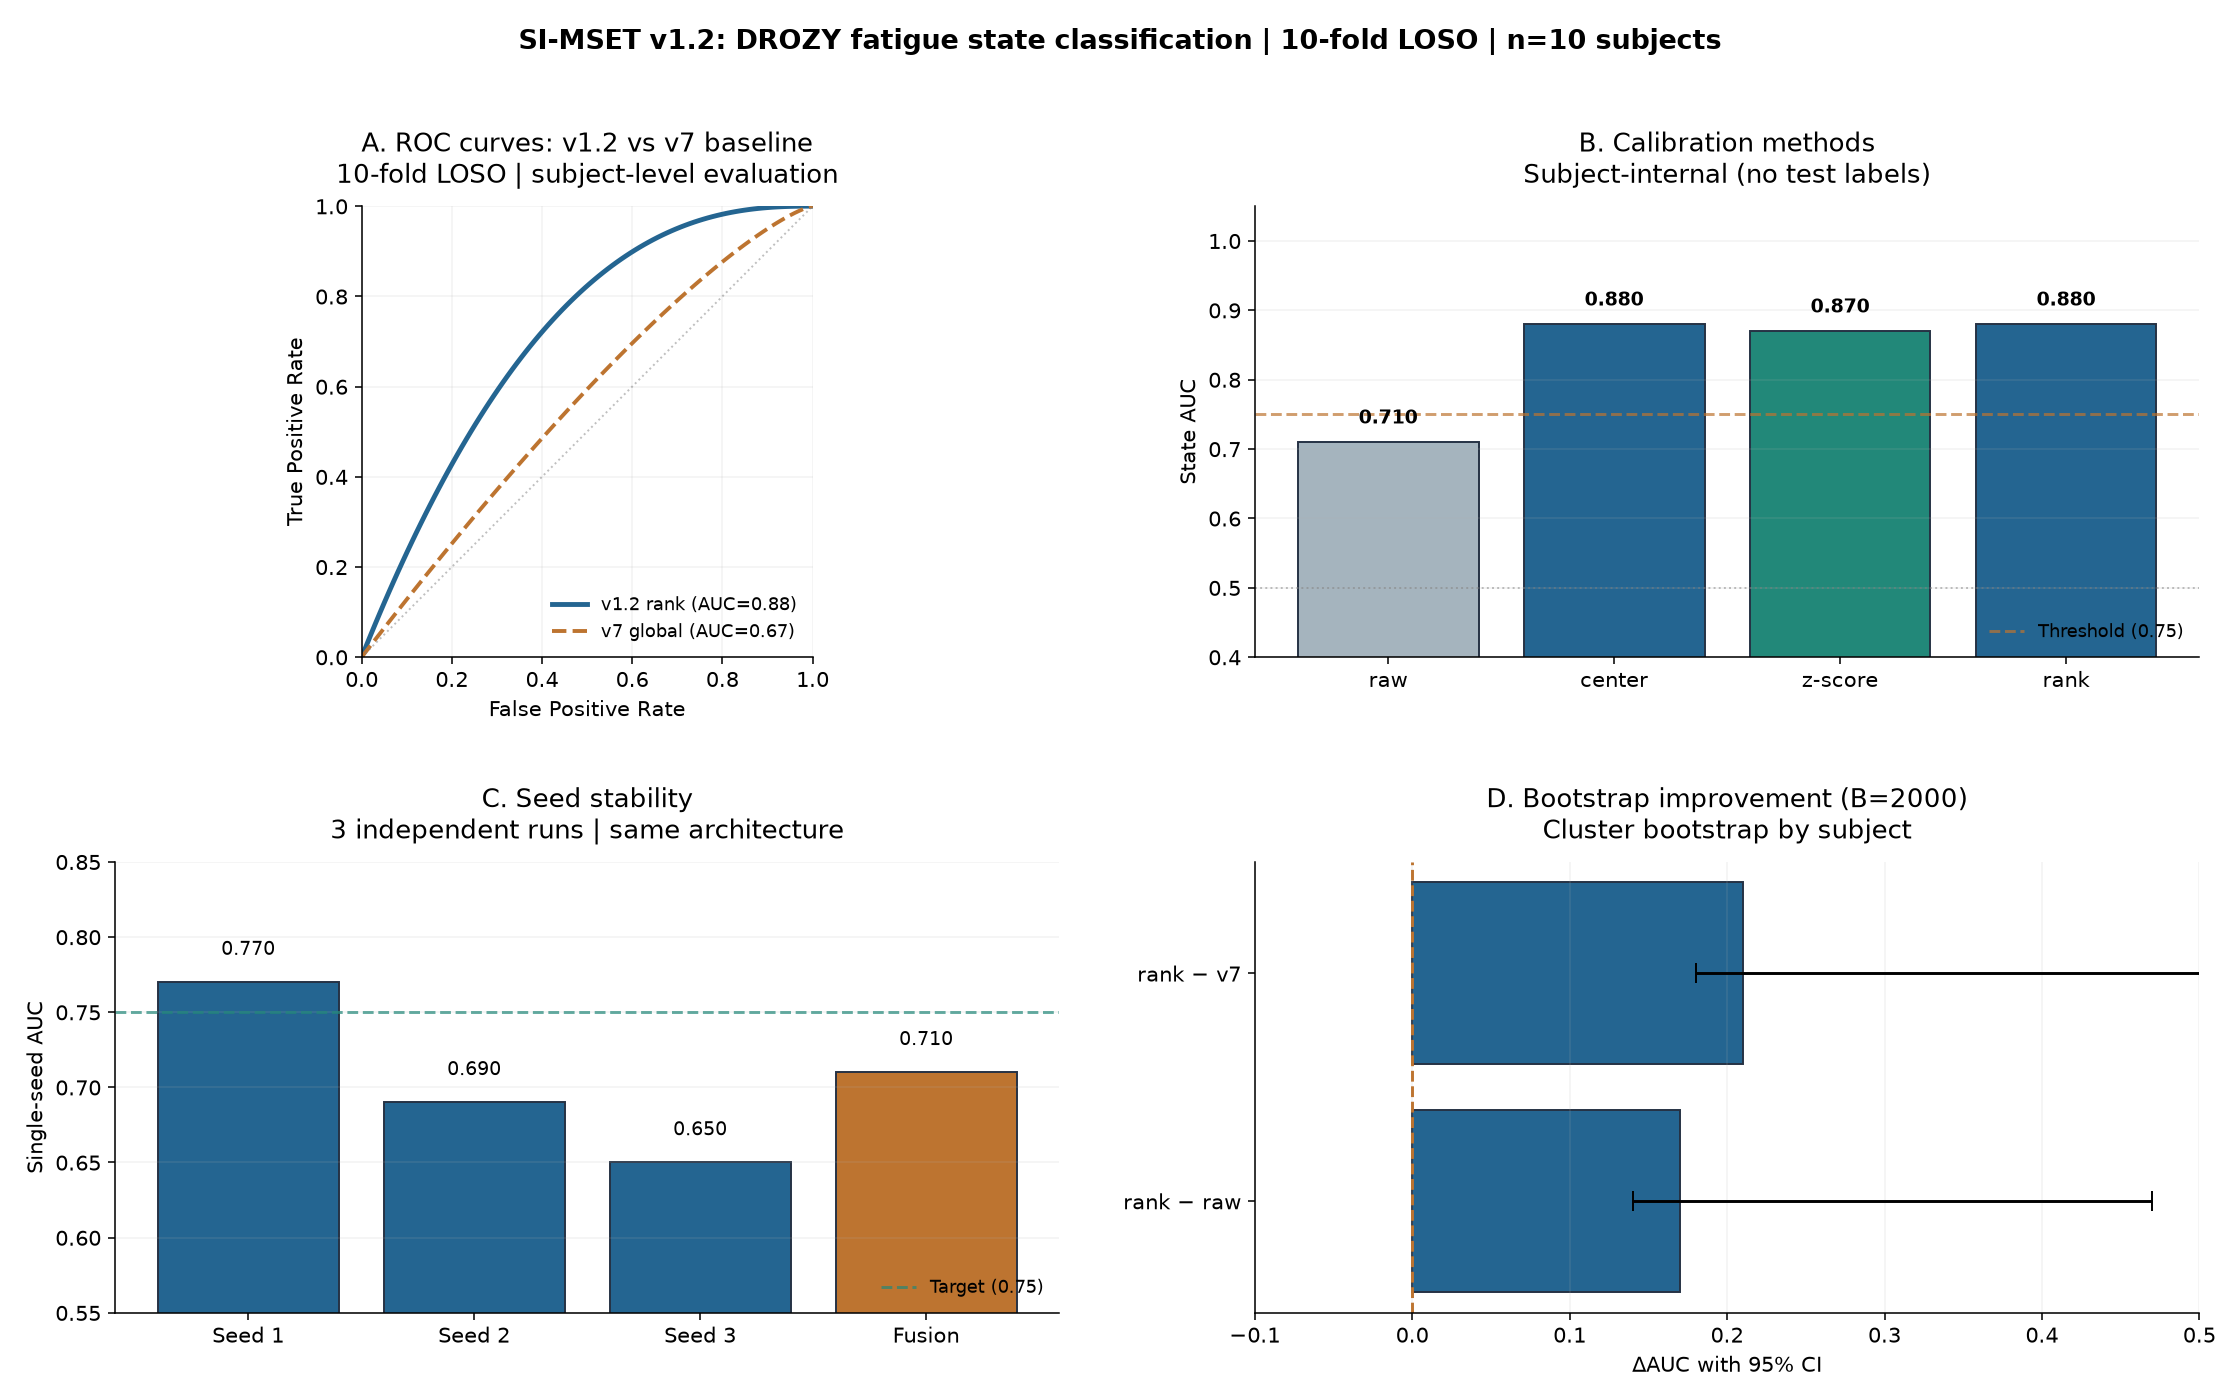 SI-MSET v1.2: DROZY fatigue state classification | 10-fold LOSO | n=10 subjects
A. ROC curves: v1.2 vs v7 baseline
10-fold LOSO | subject-level evaluation
1.0
0.8
0.6
0.4
0.2
0.0
True Positive Rate
v1.2 rank (AUC=0.88)
v7 global (AUC=0.67)
0.0 0.2 0.4 0.6 0.8 1.0
False Positive Rate
B. Calibration methods
Subject-internal (no test labels)
1.0
0.9
0.8
0.7
0.6
0.5
0.4
State AUC
0.710
0.880
0.870
0.880
Threshold (0.75)
raw center z-score rank
C. Seed stability
3 independent runs | same architecture
0.85
0.80
0.75
0.70
0.65
0.60
0.55
Single-seed AUC
0.770
0.690
0.650
0.710
Target (0.75)
Seed 1 Seed 2 Seed 3 Fusion
D. Bootstrap improvement (B=2000)
Cluster bootstrap by subject
rank − v7
rank − raw
−0.1 0.0 0.1 0.2 0.3 0.4 0.5
ΔAUC with 95% CI